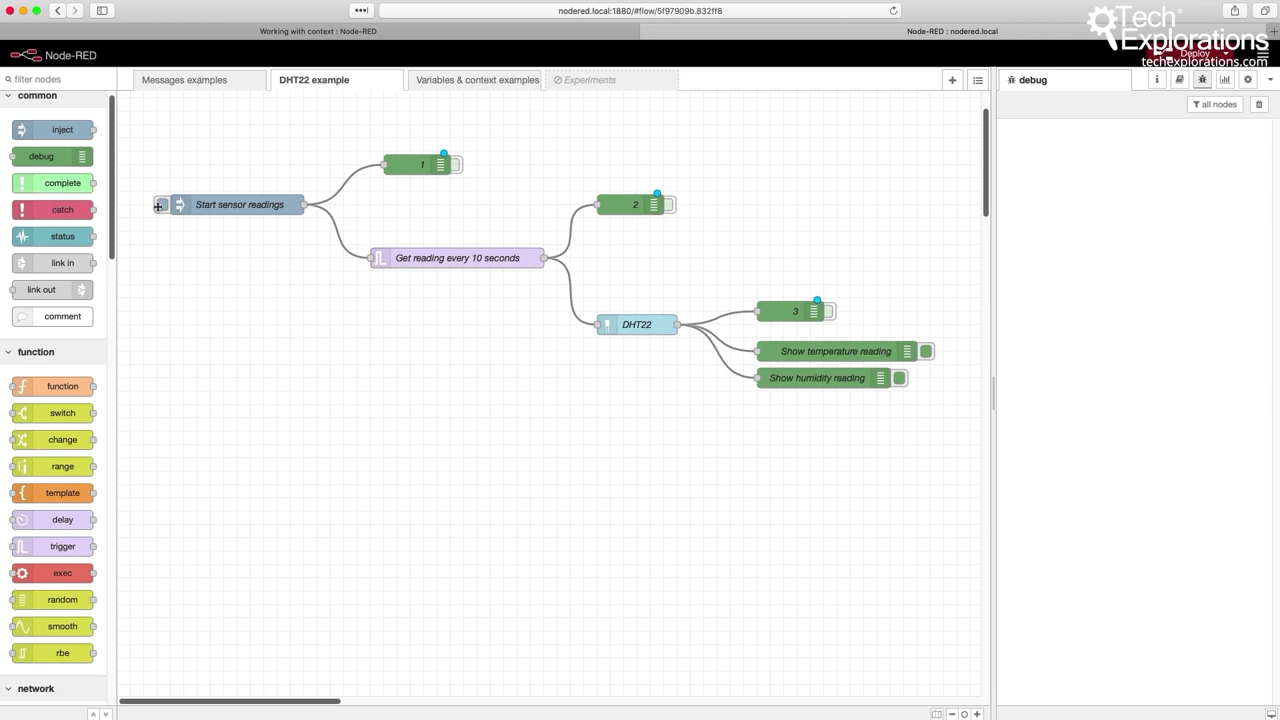 nodered.local:1880/#flow/5f97909b.832ff8
Working with context : Node-RED
Node-RED : nodered.local
Tech
Explorations
techexplorations.com
Node-RED
Deploy
filter nodes
Messages examples
DHT22 example
Variables & context examples
Experiments
debug
all nodes
common
inject
debug
complete
catch
status
link in
link out
comment
function
function
switch
change
range
template
delay
trigger
exec
random
smooth
rbe
network
1
Start sensor readings
2
Get reading every 10 seconds
3
DHT22
Show temperature reading
Show humidity reading